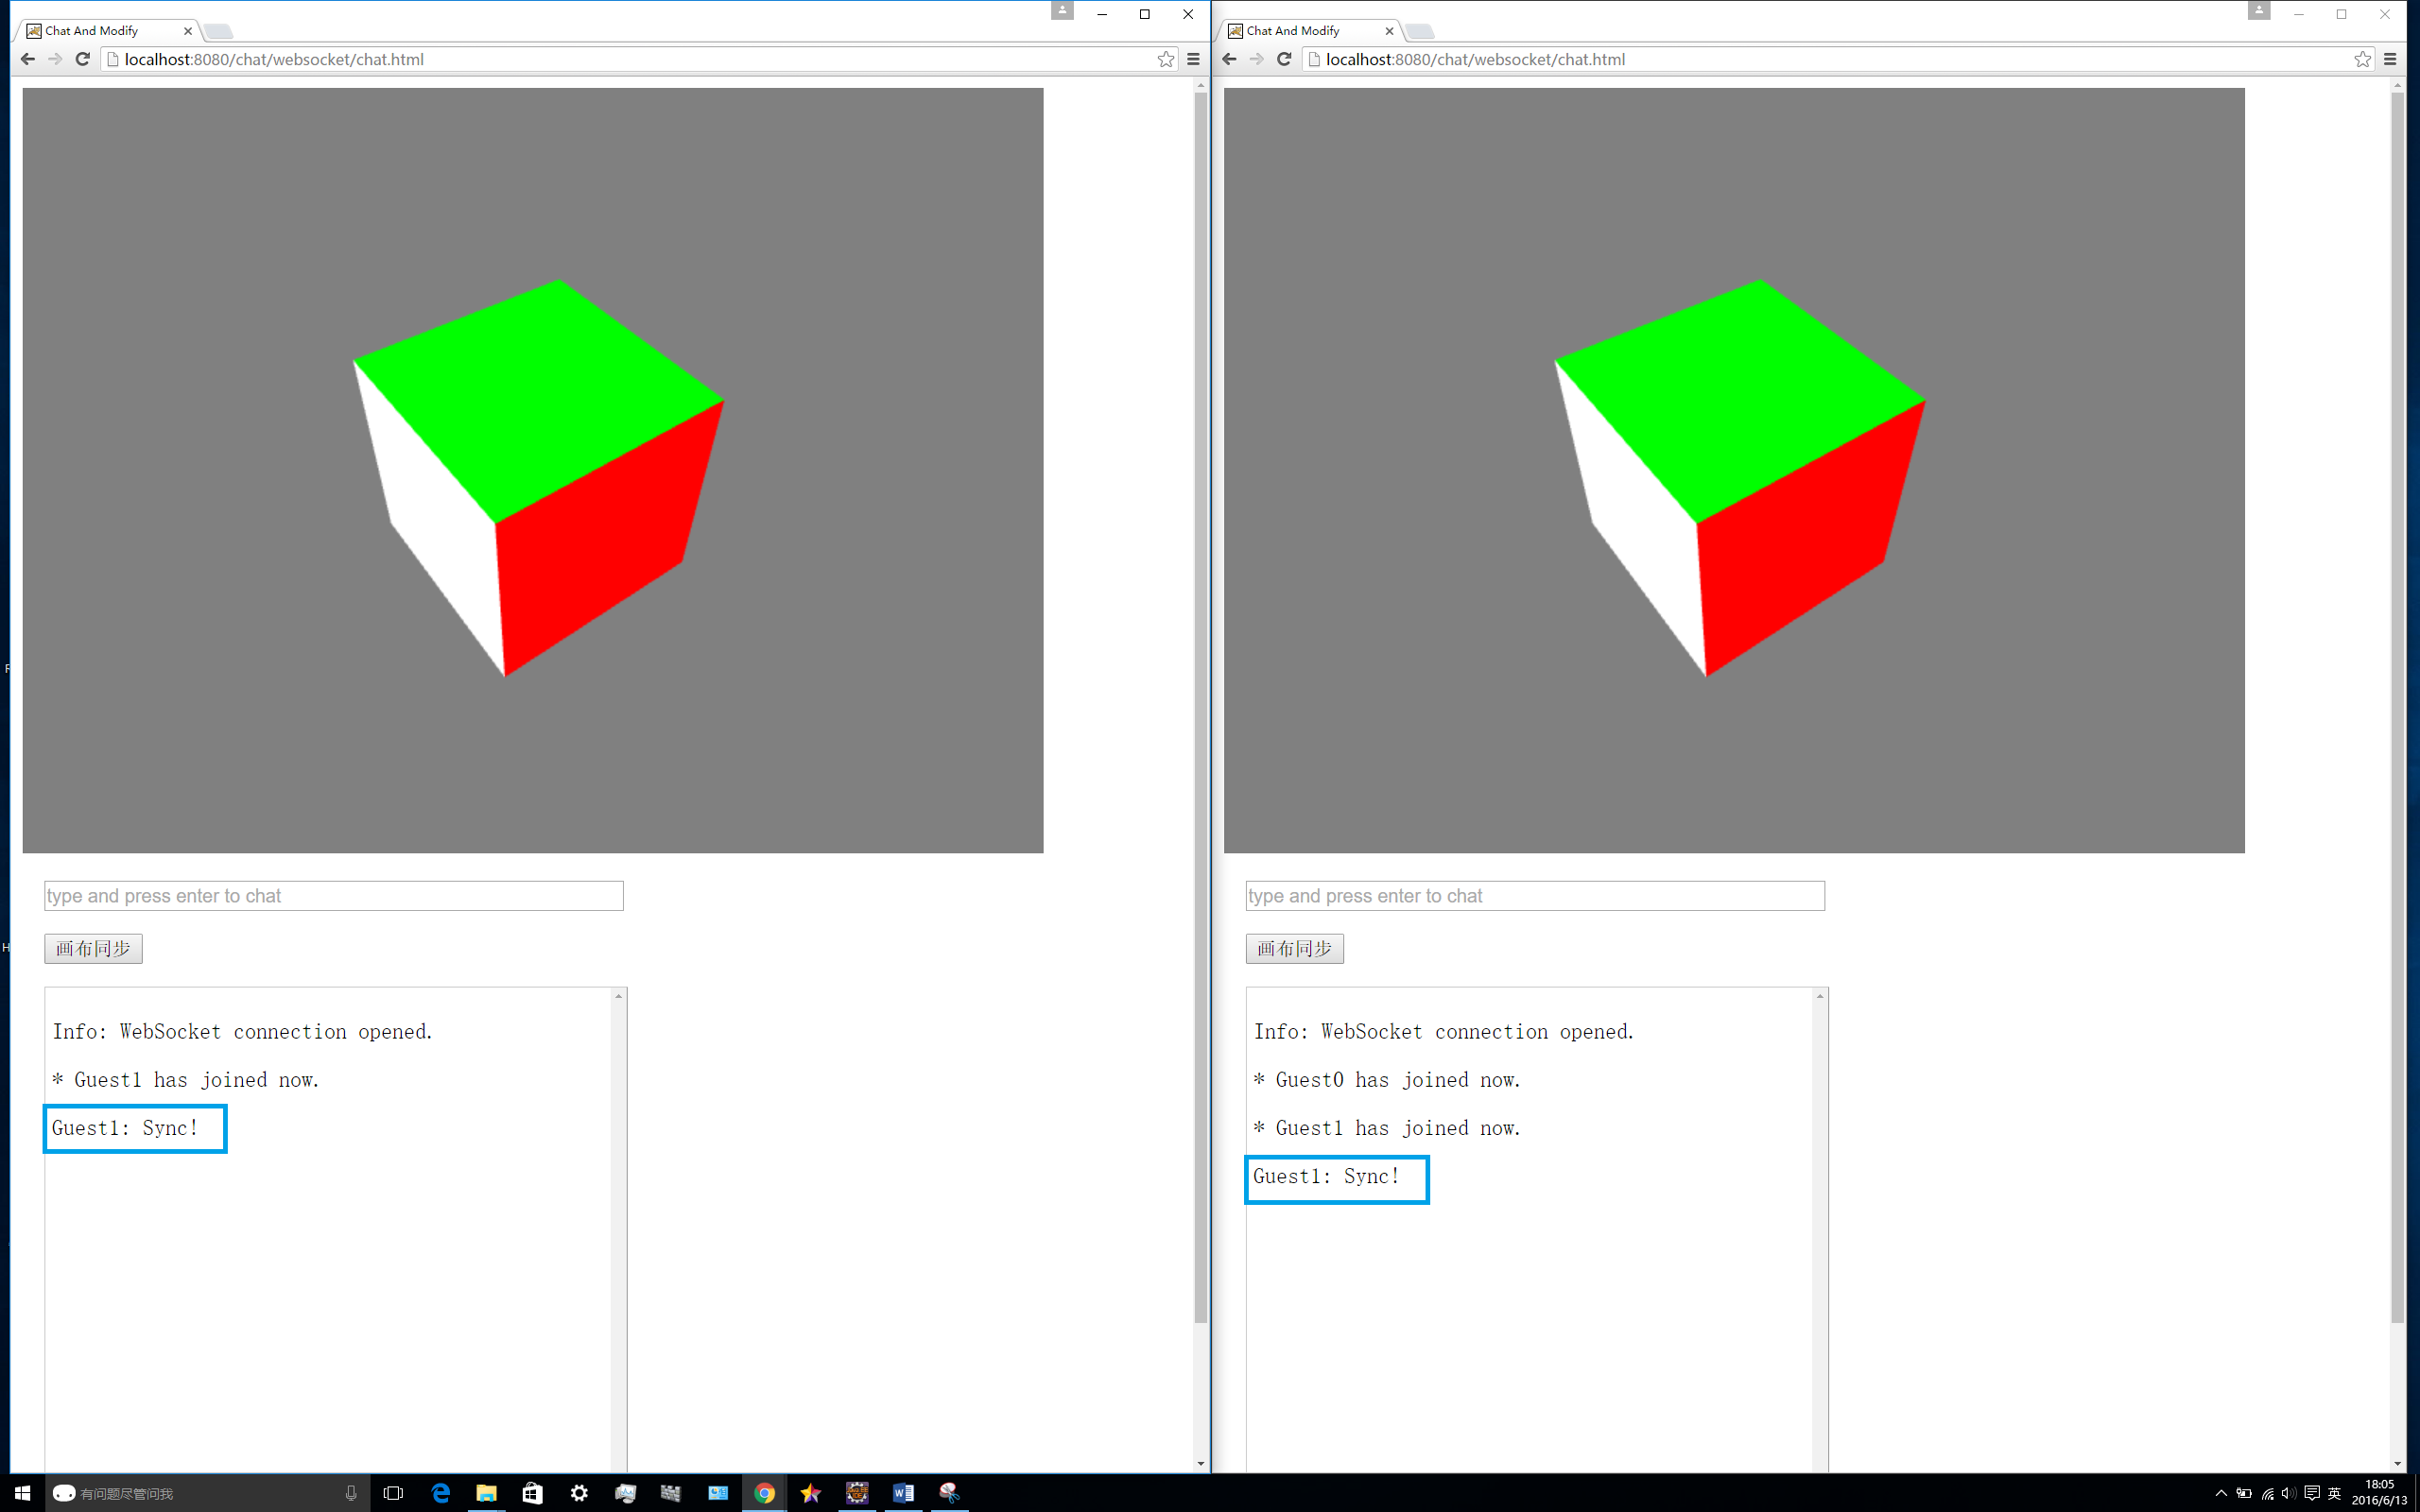 Chat And Modify
localhost:8080/chat/websocket/chat.html
type and press enter to chat
画布同步
Info: WebSocket connection opened.
* Guest1 has joined now.
Guest1: Sync!
Chat And Modify
localhost:8080/chat/websocket/chat.html
type and press enter to chat
画布同步
Info: WebSocket connection opened.
* Guest0 has joined now.
* Guest1 has joined now.
Guest1: Sync!
有问题尽管问我
英
18:05
2016/6/13